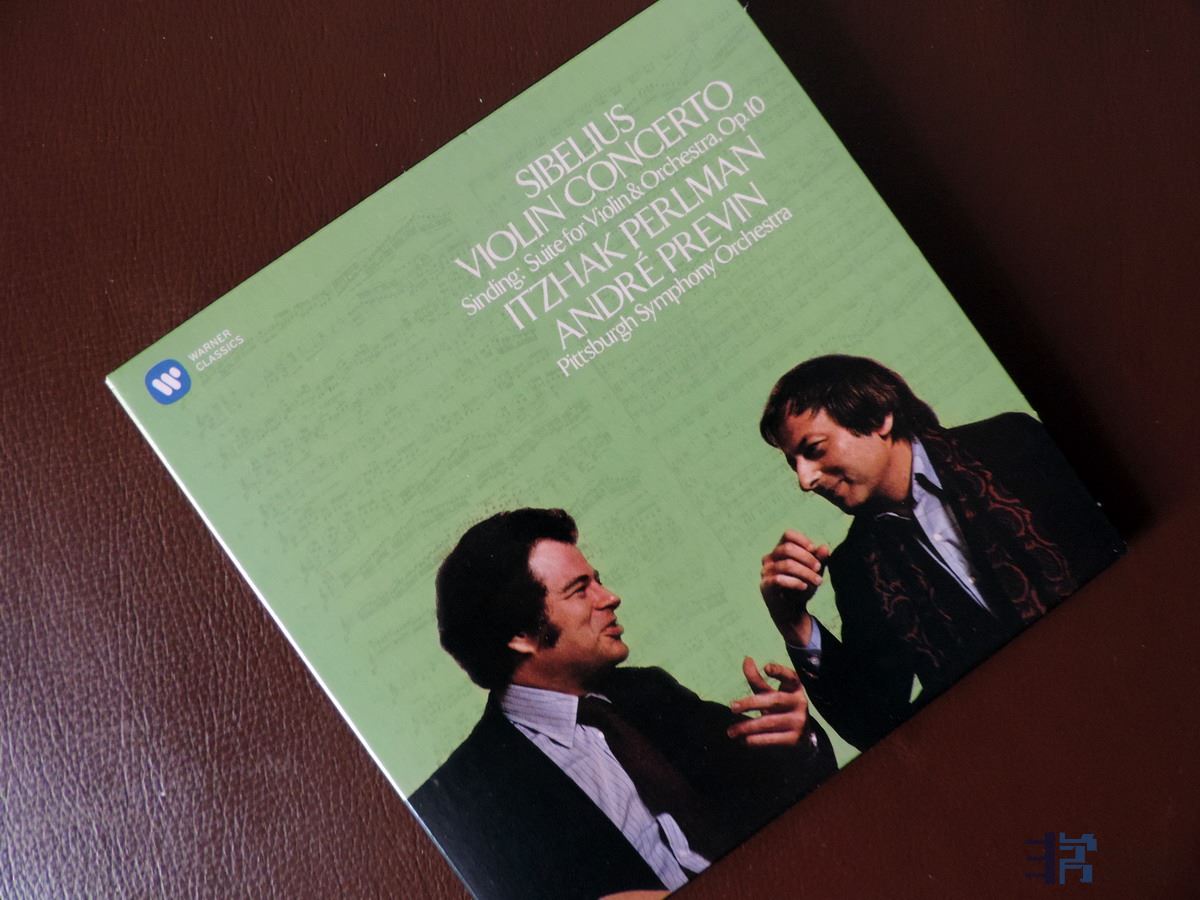 SIBELIUS
VIOLIN CONCERTO
Sinding: Suite for Violin & Orchestra, Op.10
ITZHAK PERLMAN
ANDRÉ PREVIN
Pittsburgh Symphony Orchestra
WARNER
CLASSICS